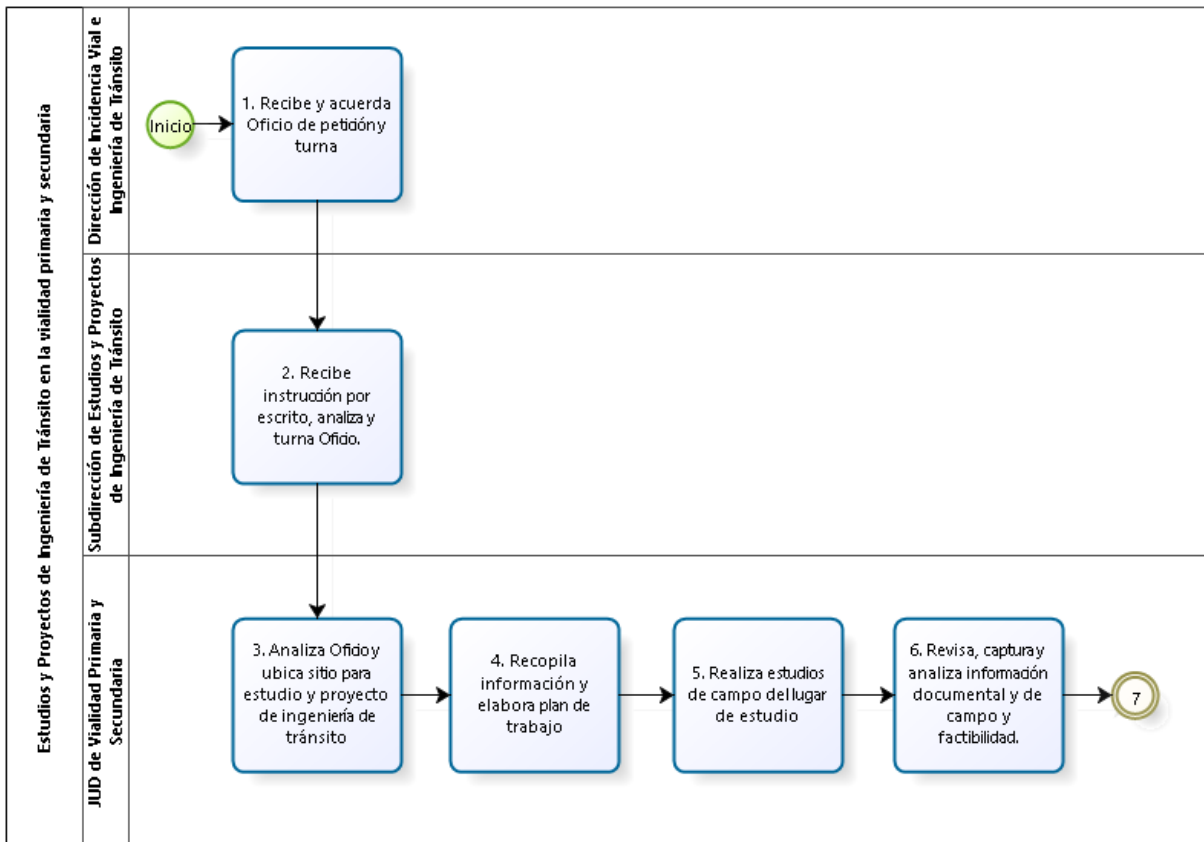 Estudios y Proyectos de Ingeniería de Tránsito en la vialidad primaria y secundaria
Dirección de Incidencia Vial e
Ingeniería de Tránsito
Inicio
1. Recibe y acuerda
Oficio de petición y
turna
Subdirección de Estudios y Proyectos
de Ingeniería de Tránsito
2. Recibe
instrucción por
escrito, analiza y
turna Oficio.
JUD de Vialidad Primaria y
Secundaria
3. Analiza Oficio y
ubica sitio para
estudio y proyecto
de ingeniería de
tránsito
4. Recopila
información y
elabora plan de
trabajo
5. Realiza estudios
de campo del lugar
de estudio
6. Revisa, captura y
analiza información
documental y de
campo y
factibilidad.
7